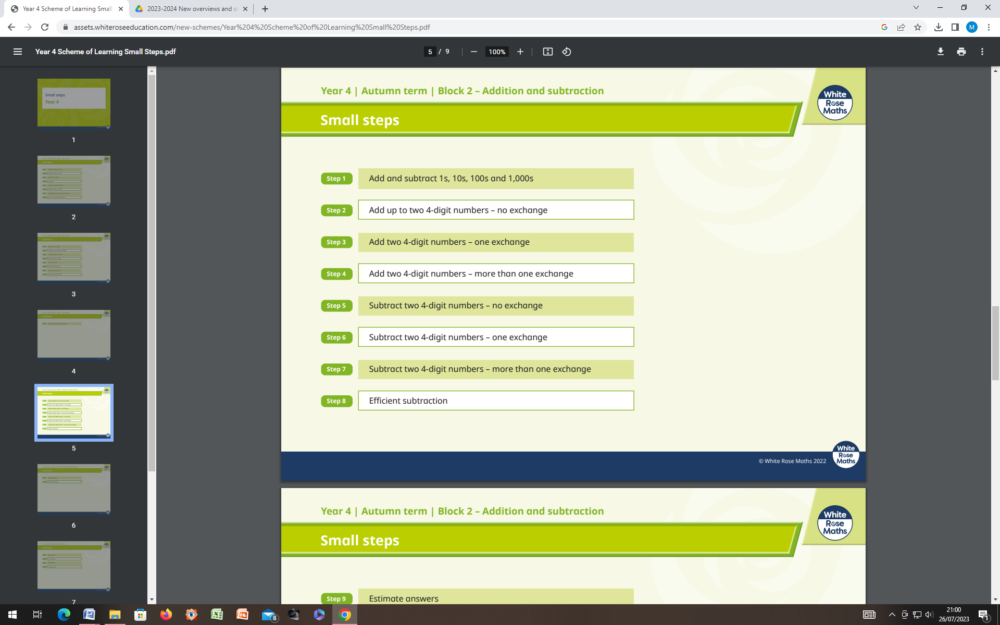 Year 4 Scheme of Learning Small
2023-2024 New overviews and sm
assets.whiteroseeducation.com/new-schemes/Year%204%20Scheme%20of%20Learning%20Small%20Steps.pdf
M
Year 4 Scheme of Learning Small Steps.pdf
5 / 9
100%
Small steps
Year 4
1
2
3
4
5
6
7
Year 4 | Autumn term | Block 2 – Addition and subtraction
Small steps
White Rose Maths
Step 1 Add and subtract 1s, 10s, 100s and 1,000s
Step 2 Add up to two 4-digit numbers – no exchange
Step 3 Add two 4-digit numbers – one exchange
Step 4 Add two 4-digit numbers – more than one exchange
Step 5 Subtract two 4-digit numbers – no exchange
Step 6 Subtract two 4-digit numbers – one exchange
Step 7 Subtract two 4-digit numbers – more than one exchange
Step 8 Efficient subtraction
© White Rose Maths 2022
White Rose Maths
Year 4 | Autumn term | Block 2 – Addition and subtraction
Small steps
White Rose Maths
Step 9 Estimate answers
8
21:00
26/07/2023
1